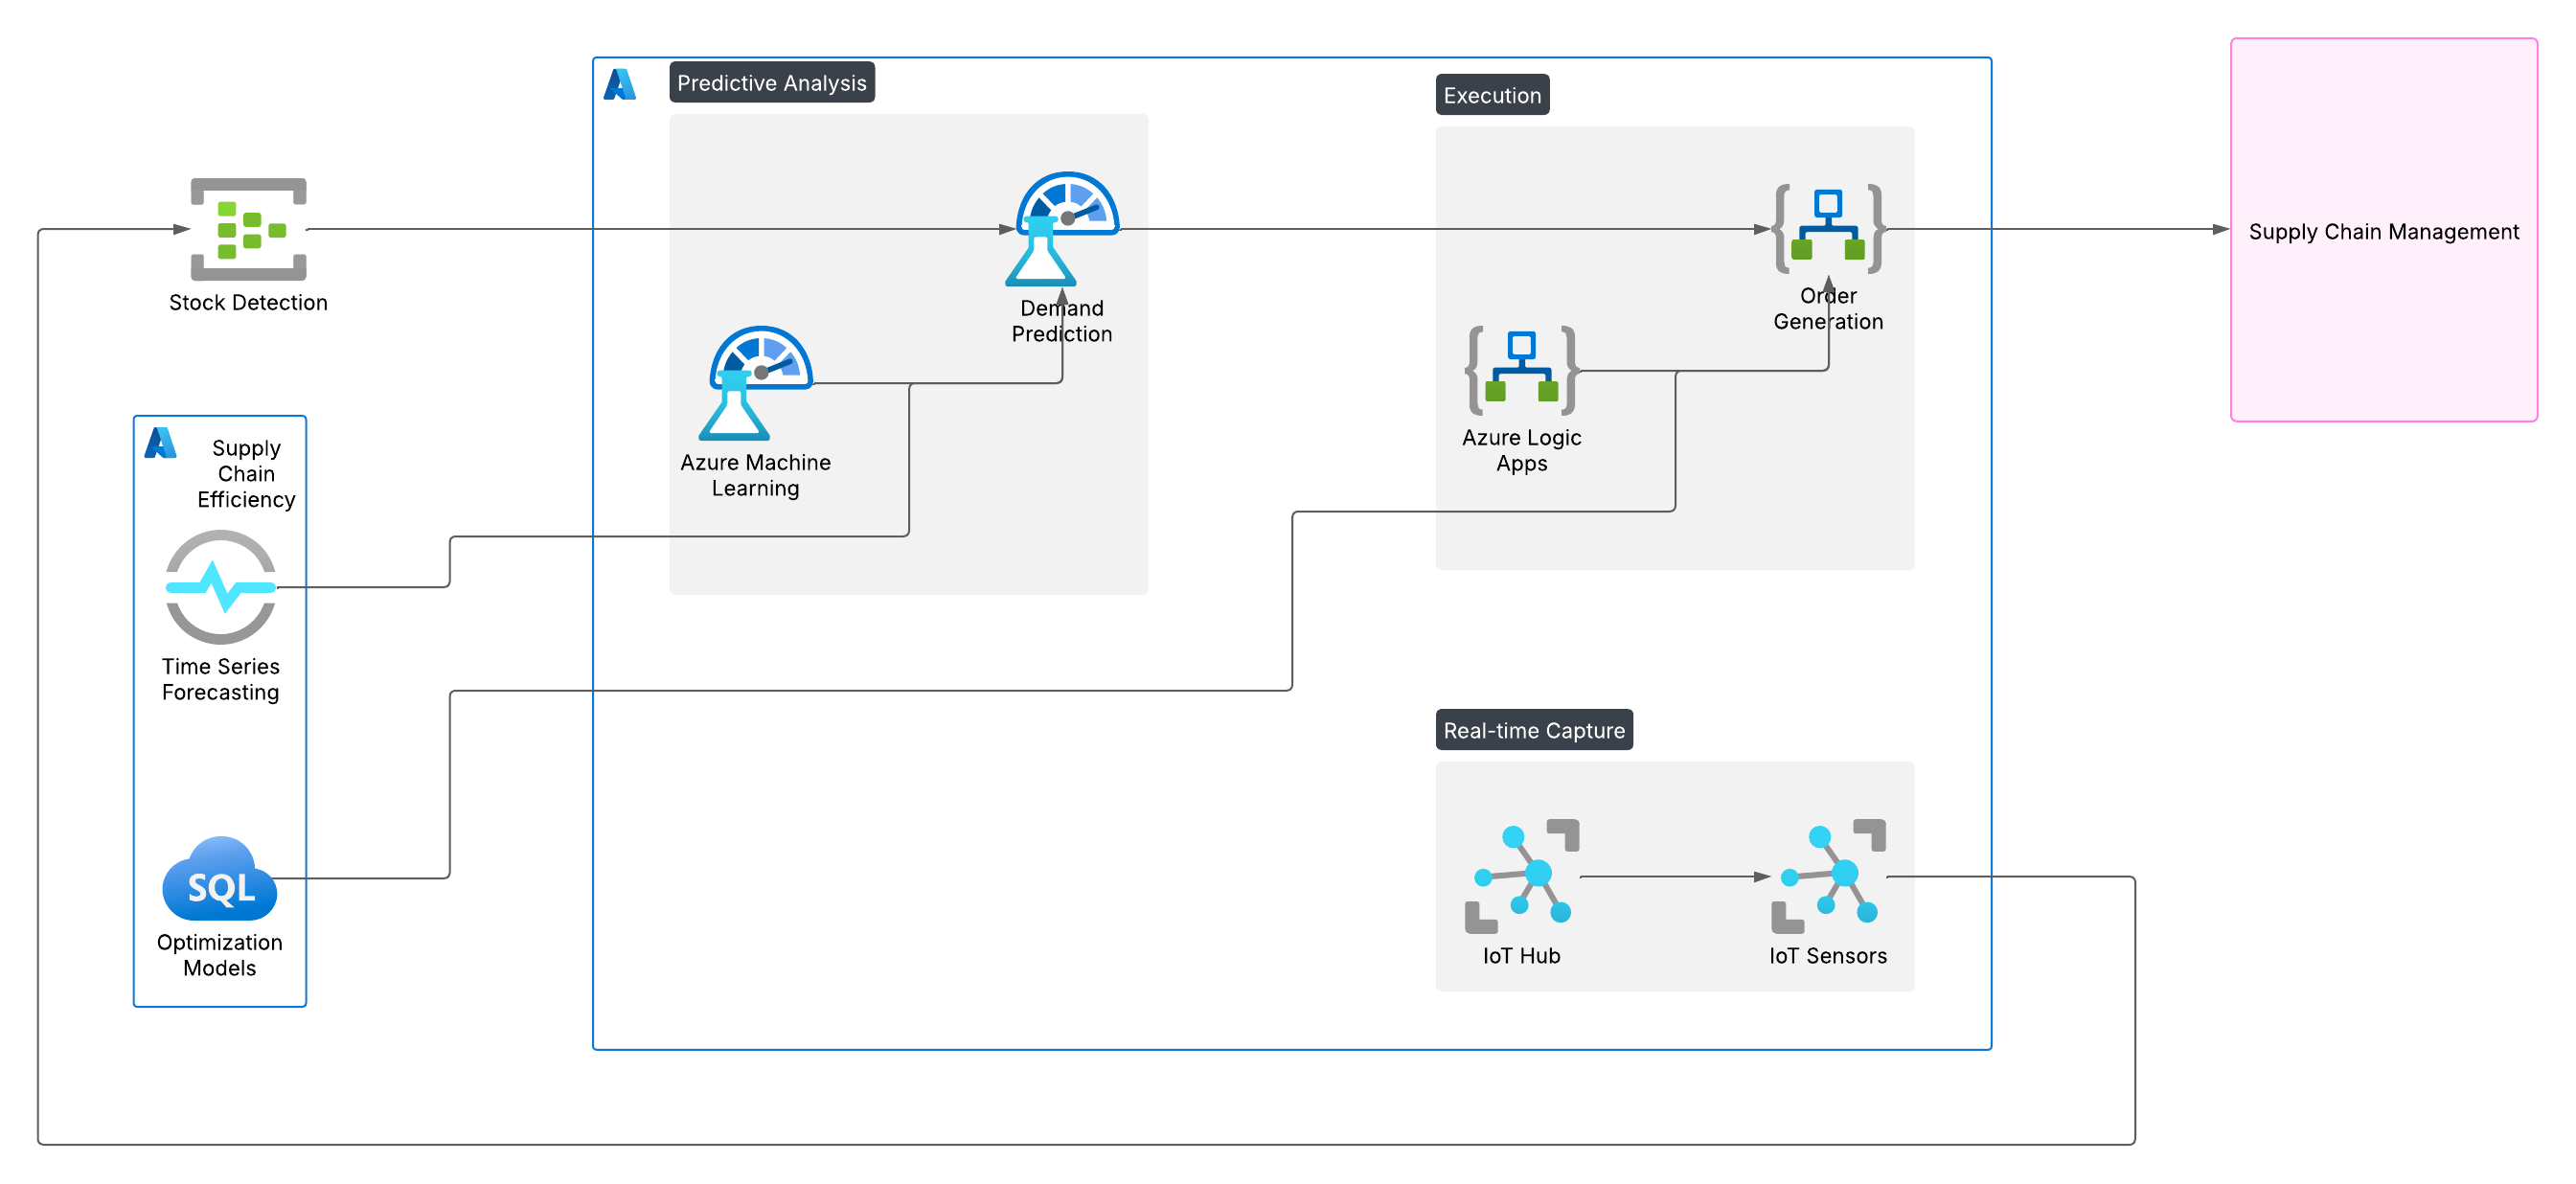 Predictive Analysis
Execution
Supply Chain Management
Stock Detection
Demand
Prediction
Order
Generation
Azure Machine
Learning
Azure Logic
Apps
Supply
Chain
Efficiency
Time Series
Forecasting
SQL
Optimization
Models
Real-time Capture
IoT Hub
IoT Sensors